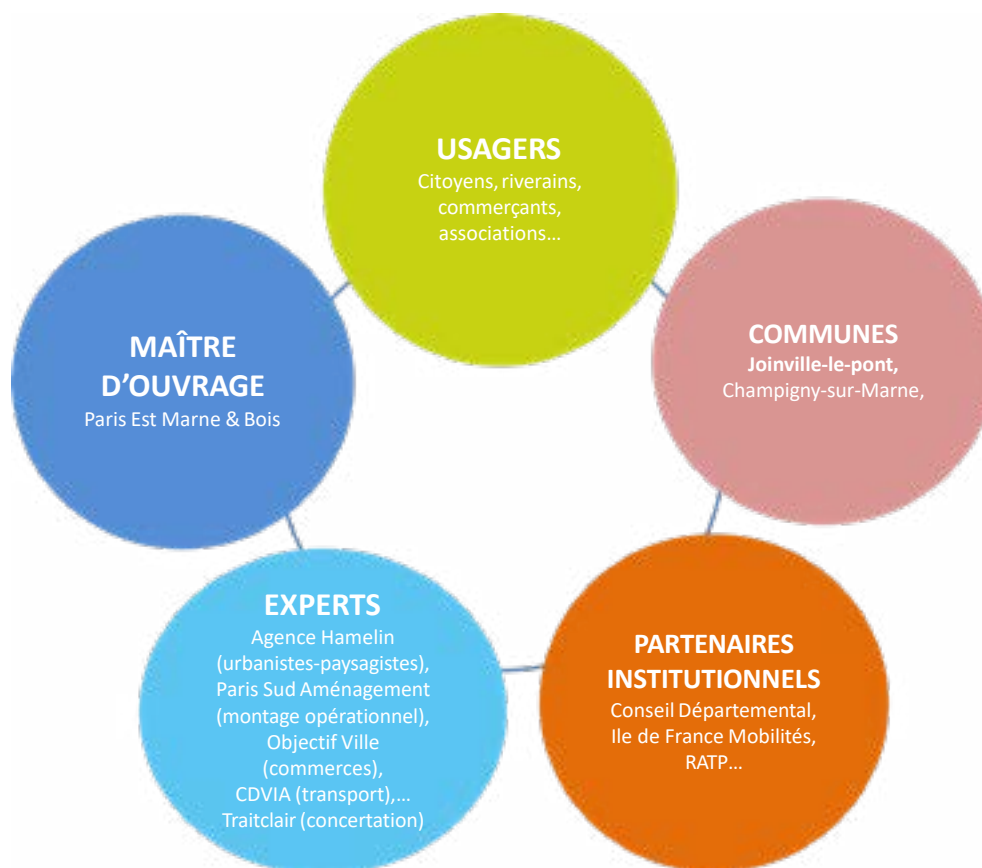 USAGERS
Citoyens, riverains,
commerçants,
associations…
COMMUNES
Joinville-le-pont,
Champigny-sur-Marne,
MAÎTRE
D’OUVRAGE
Paris Est Marne & Bois
EXPERTS
Agence Hamelin
(urbanistes-paysagistes),
Paris Sud Aménagement
(montage opérationnel),
Objectif Ville
(commerces),
CDVIA (transport),…
Traitclair (concertation)
PARTENAIRES
INSTITUTIONNELS
Conseil Départemental,
Ile de France Mobilités,
RATP…